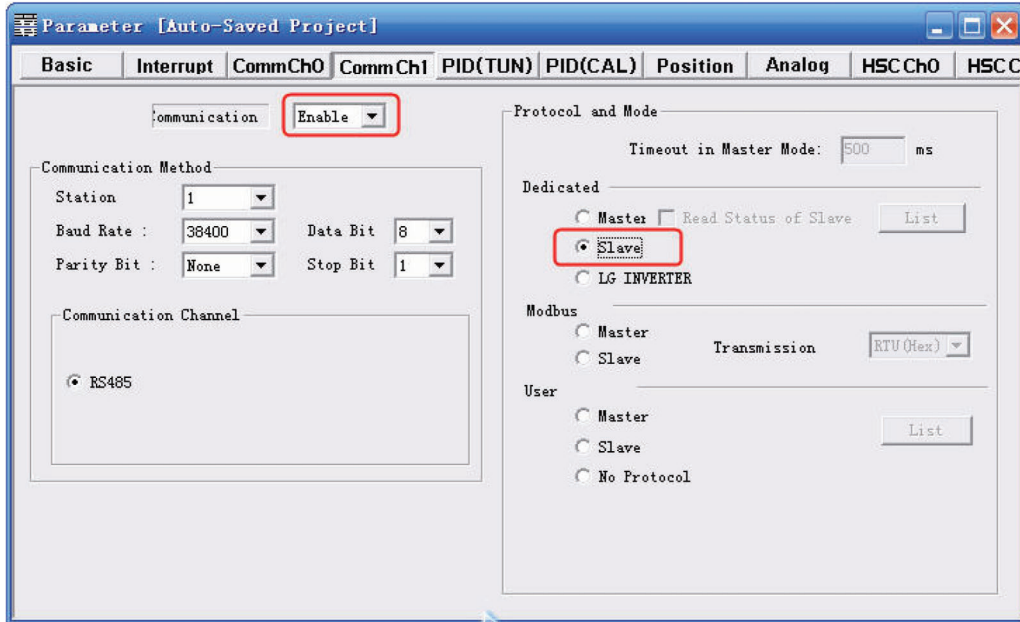 Parameter [Auto-Saved Project]
Basic Interrupt CommCh0 CommCh1 PID(TUN) PID(CAL) Position Analog HSCCh0 HSCC
ommunication Enable
Communication Method
Station 1
Baud Rate : 38400 Data Bit 8
Parity Bit : None Stop Bit 1
Communication Channel
RS485
Protocol and Mode
Timeout in Master Mode: 500 ms
Dedicated
Master Read Status of Slave List
Slave
LG INVERTER
Modbus
Master
Slave
Transmission RTU(Hex)
User
Master
Slave
No Protocol
List